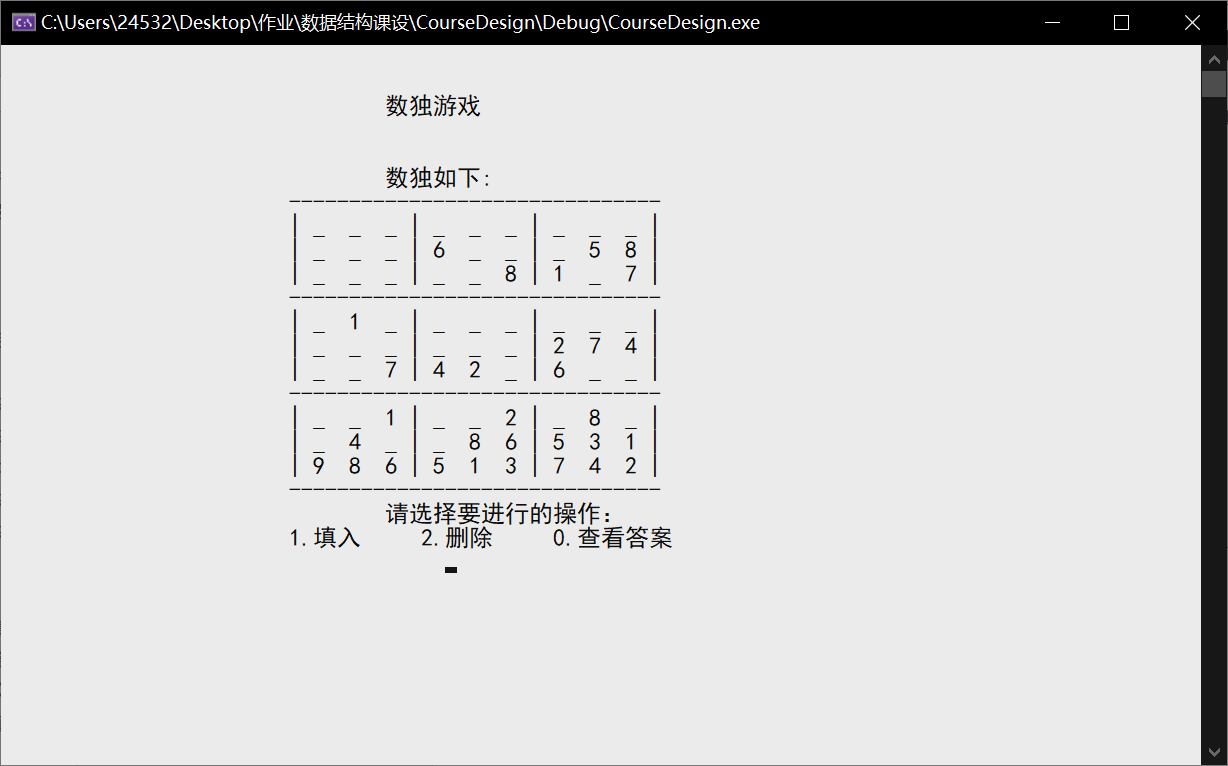 C:\Users\24532\Desktop\作业\数据结构课设\CourseDesign\Debug\CourseDesign.exe
数独游戏
数独如下:
-------------------------------
| _  _  _ | _  _  _ | _  _  _ |
| _  _  _ | 6  _  _ | _  5  8 |
| _  _  _ | _  _  8 | 1  _  7 |
-------------------------------
| _  1  _ | _  _  _ | _  _  _ |
| _  _  _ | _  _  _ | 2  7  4 |
| _  _  7 | 4  2  _ | 6  _  _ |
-------------------------------
| _  _  1 | _  _  2 | _  8  _ |
| _  4  _ | _  8  6 | 5  3  1 |
| 9  8  6 | 5  1  3 | 7  4  2 |
-------------------------------
请选择要进行的操作：
1.填入     2.删除     0.查看答案